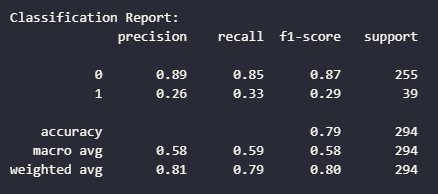 Classification Report:
precision recall f1-score support
0 0.89 0.85 0.87 255
1 0.26 0.33 0.29 39
accuracy 0.79 294
macro avg 0.58 0.59 0.58 294
weighted avg 0.81 0.79 0.80 294